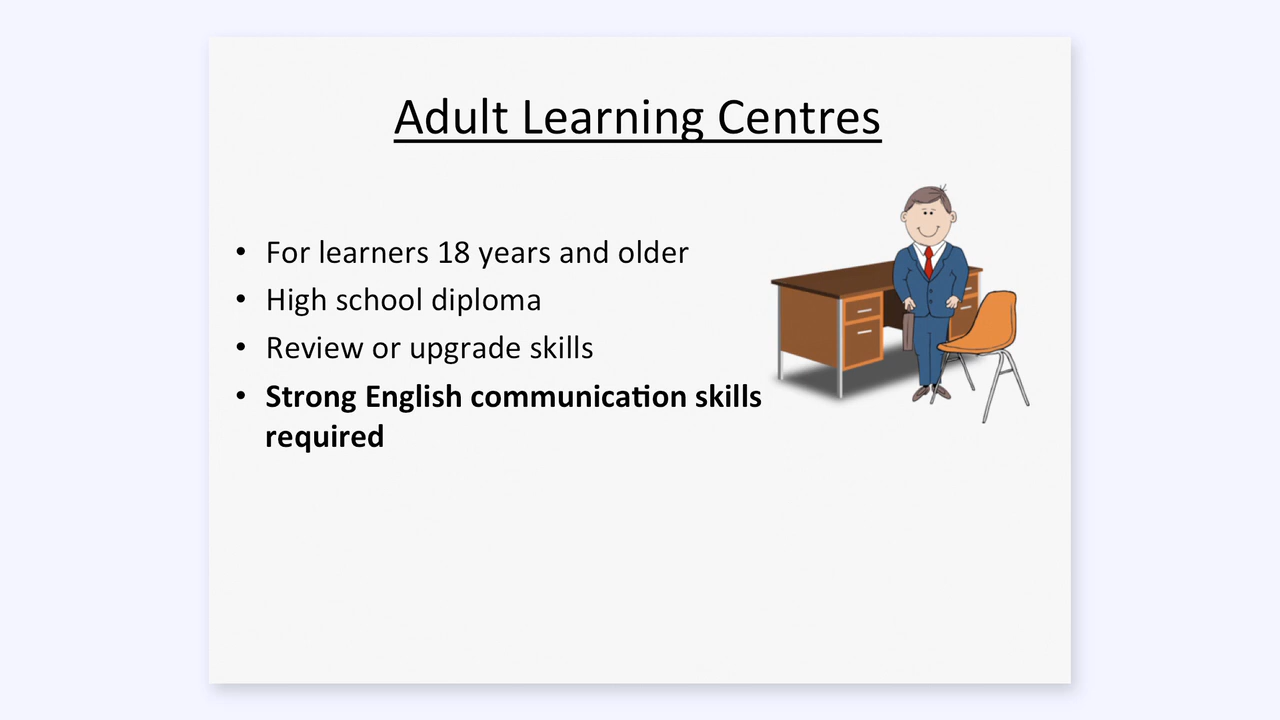 Adult Learning Centres
• For learners 18 years and older
• High school diploma
• Review or upgrade skills
• Strong English communication skills
required